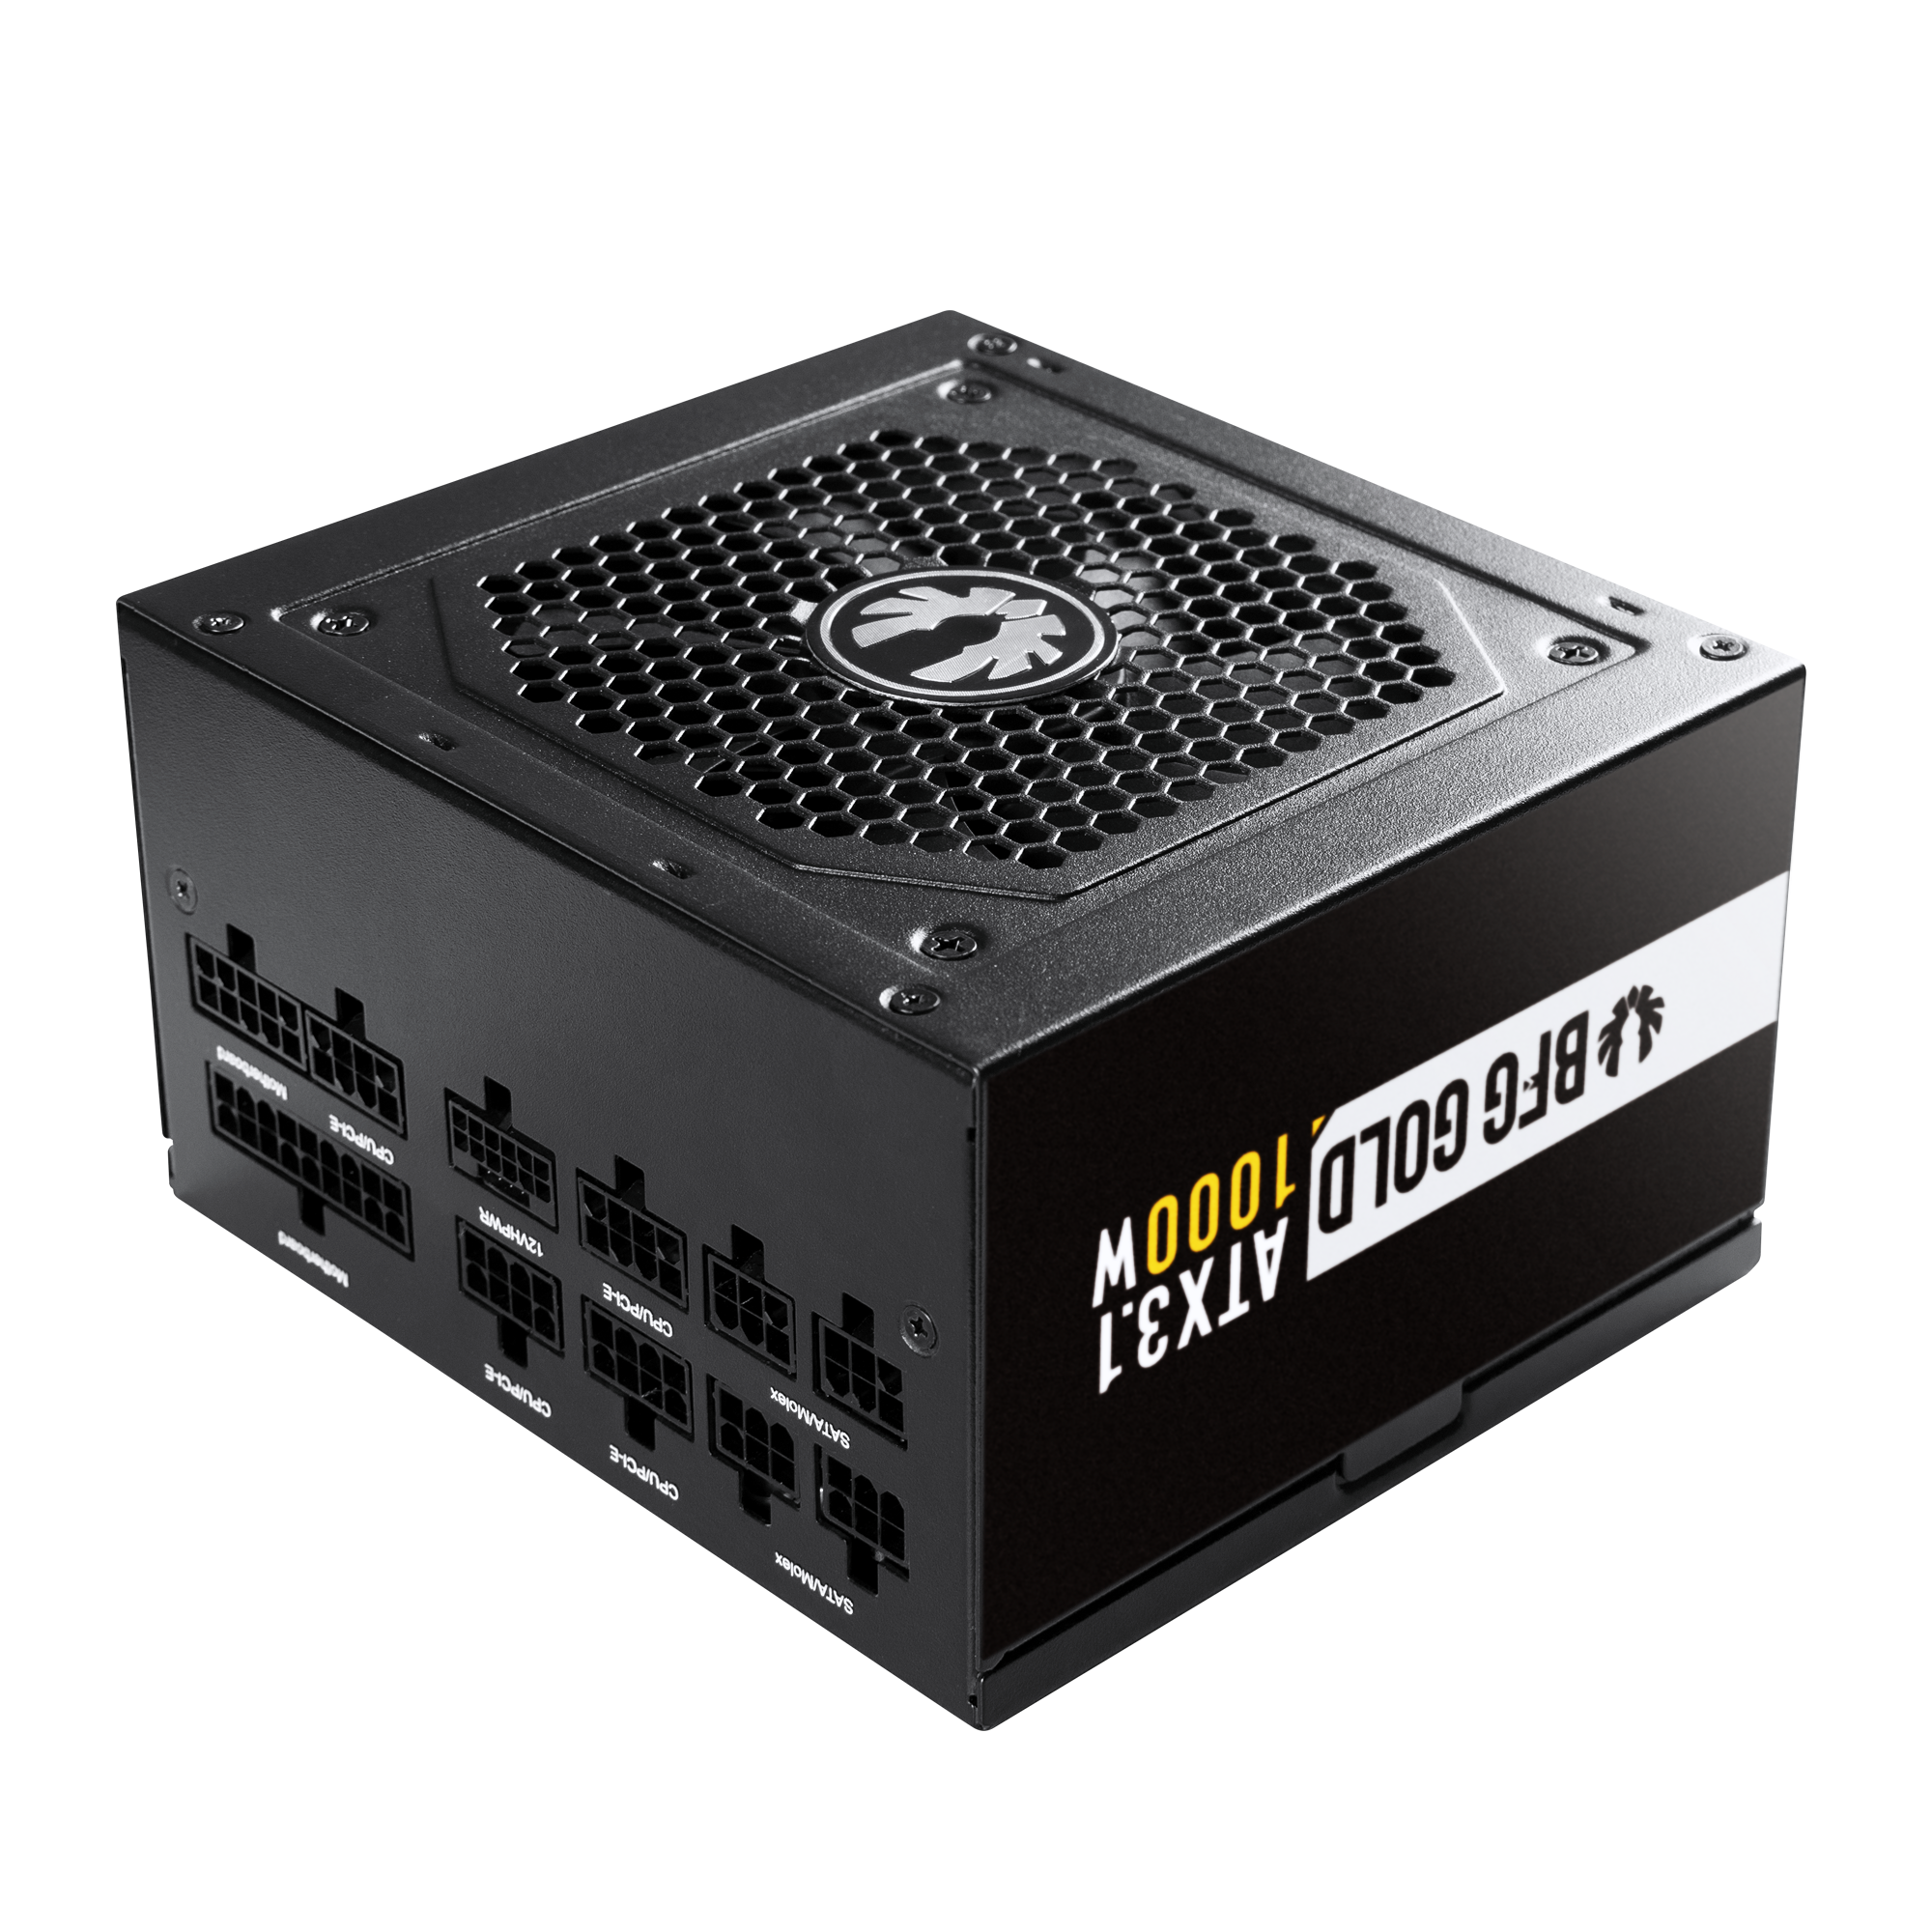 BFG GOLD
ATX3.1
1000W
Motherboard
CPU/PCI-E
Motherboard
12VHPWR
CPU/PCI-E
CPU/PCI-E
CPU/PCI-E
SATA/Molex
SATA/Molex